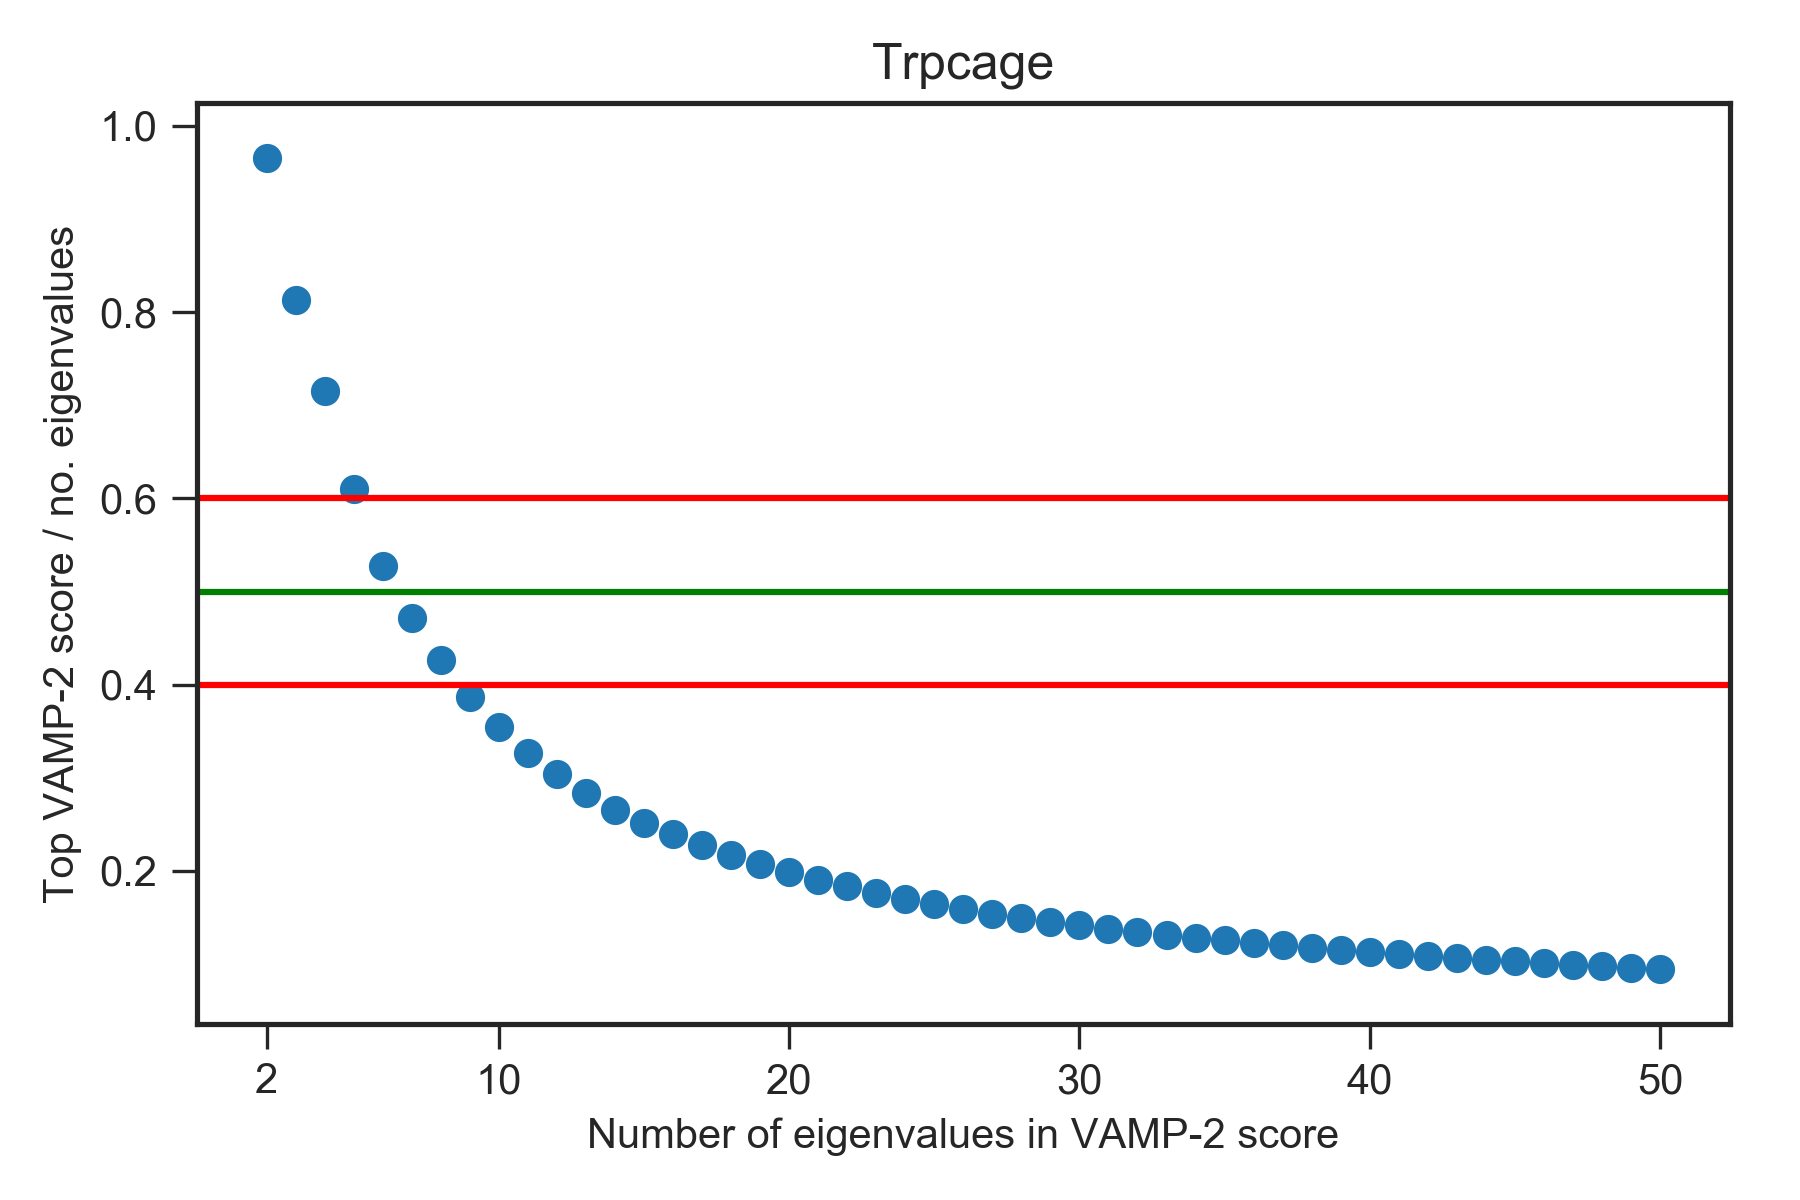 Trpcage
1.0
0.8
0.6
0.4
0.2
Top VAMP-2 score / no. eigenvalues
2 10 20 30 40 50
Number of eigenvalues in VAMP-2 score